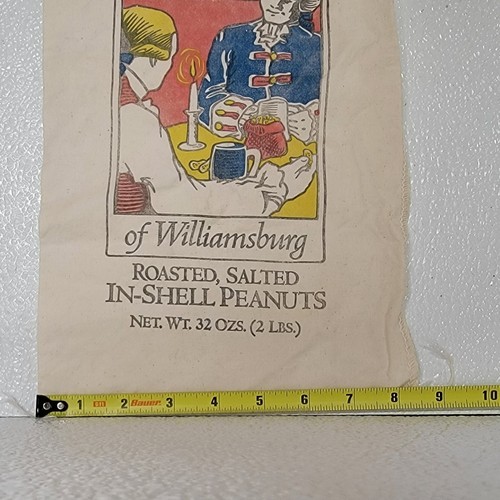 of Williamsburg
ROASTED, SALTED
IN-SHELL PEANUTS
NET. WT. 32 OZS. (2 LBS.)
1 2 Bauer 3 4 5 6 7 8 9 10